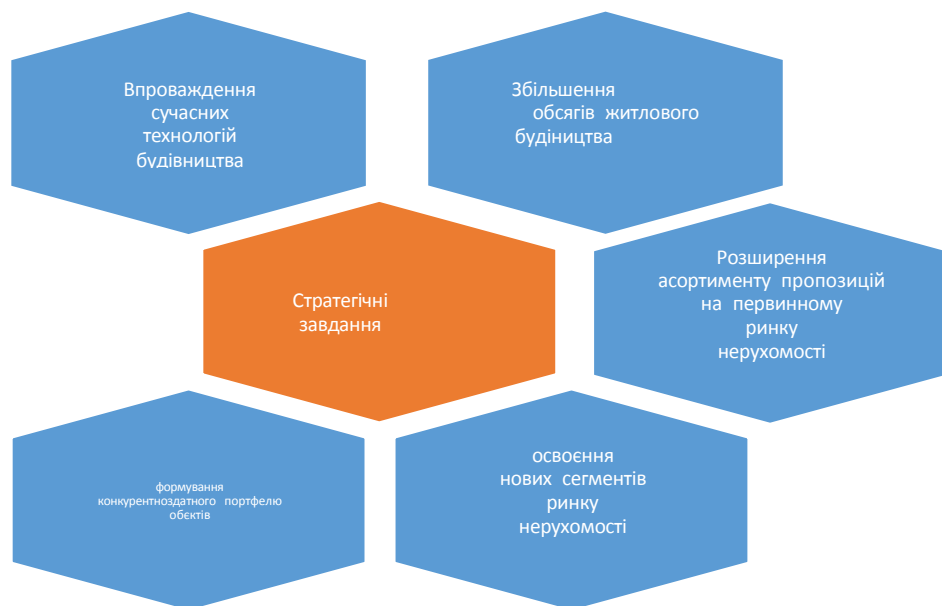 Впроваждення
сучасних
технологій
будівництва
Збільшення
обсягів житлового
будіництва
Стратегічні
завдання
Розширення
асортименту пропозицій
на первинному
ринку
нерухомості
формування
конкурентноздатного портфелю
обєктів
освоєння
нових сегментів
ринку
нерухомості